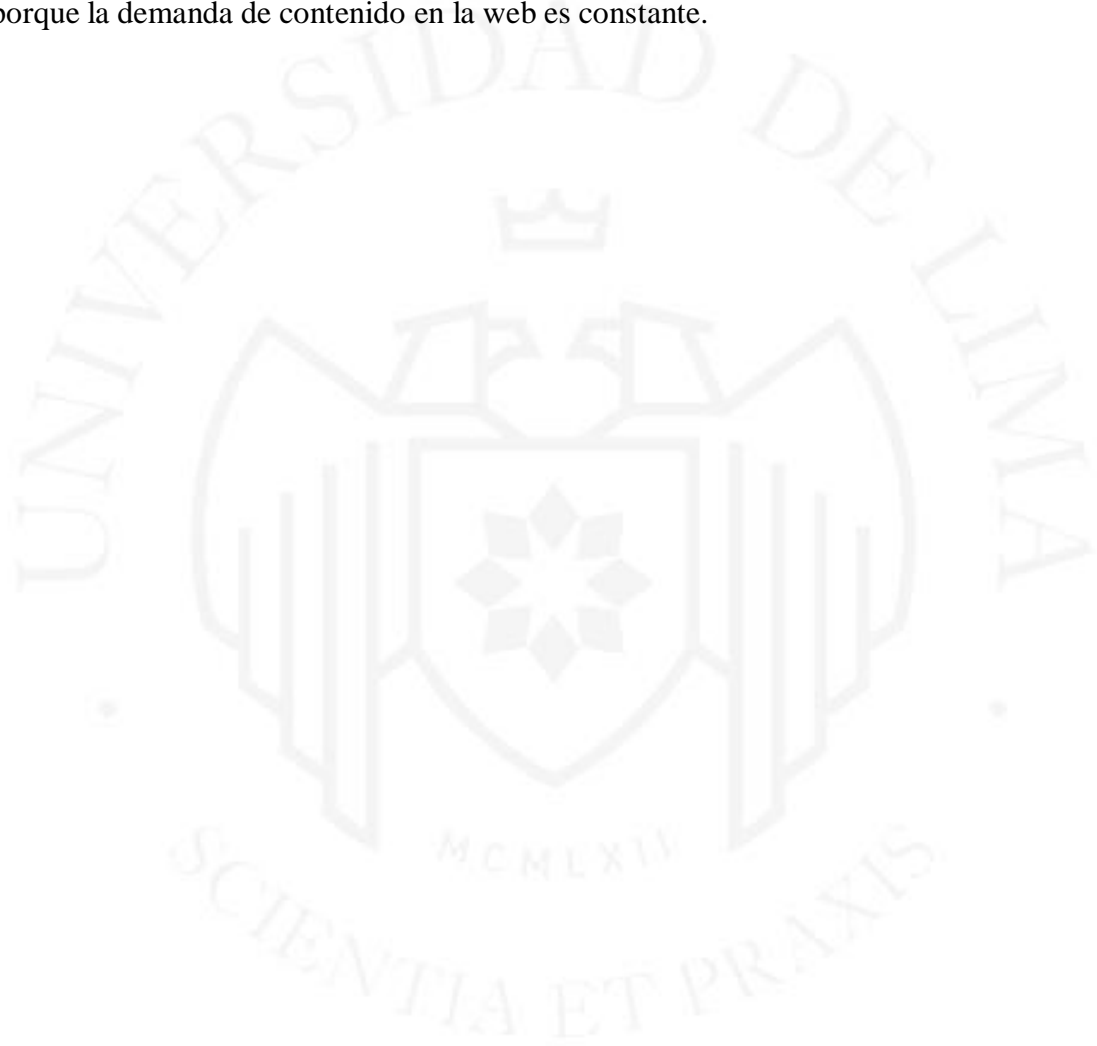 porque la demanda de contenido en la web es constante.
UNIVERSIDAD DE LIMA
MCMLXII
SCIENTIA ET PRAXIS